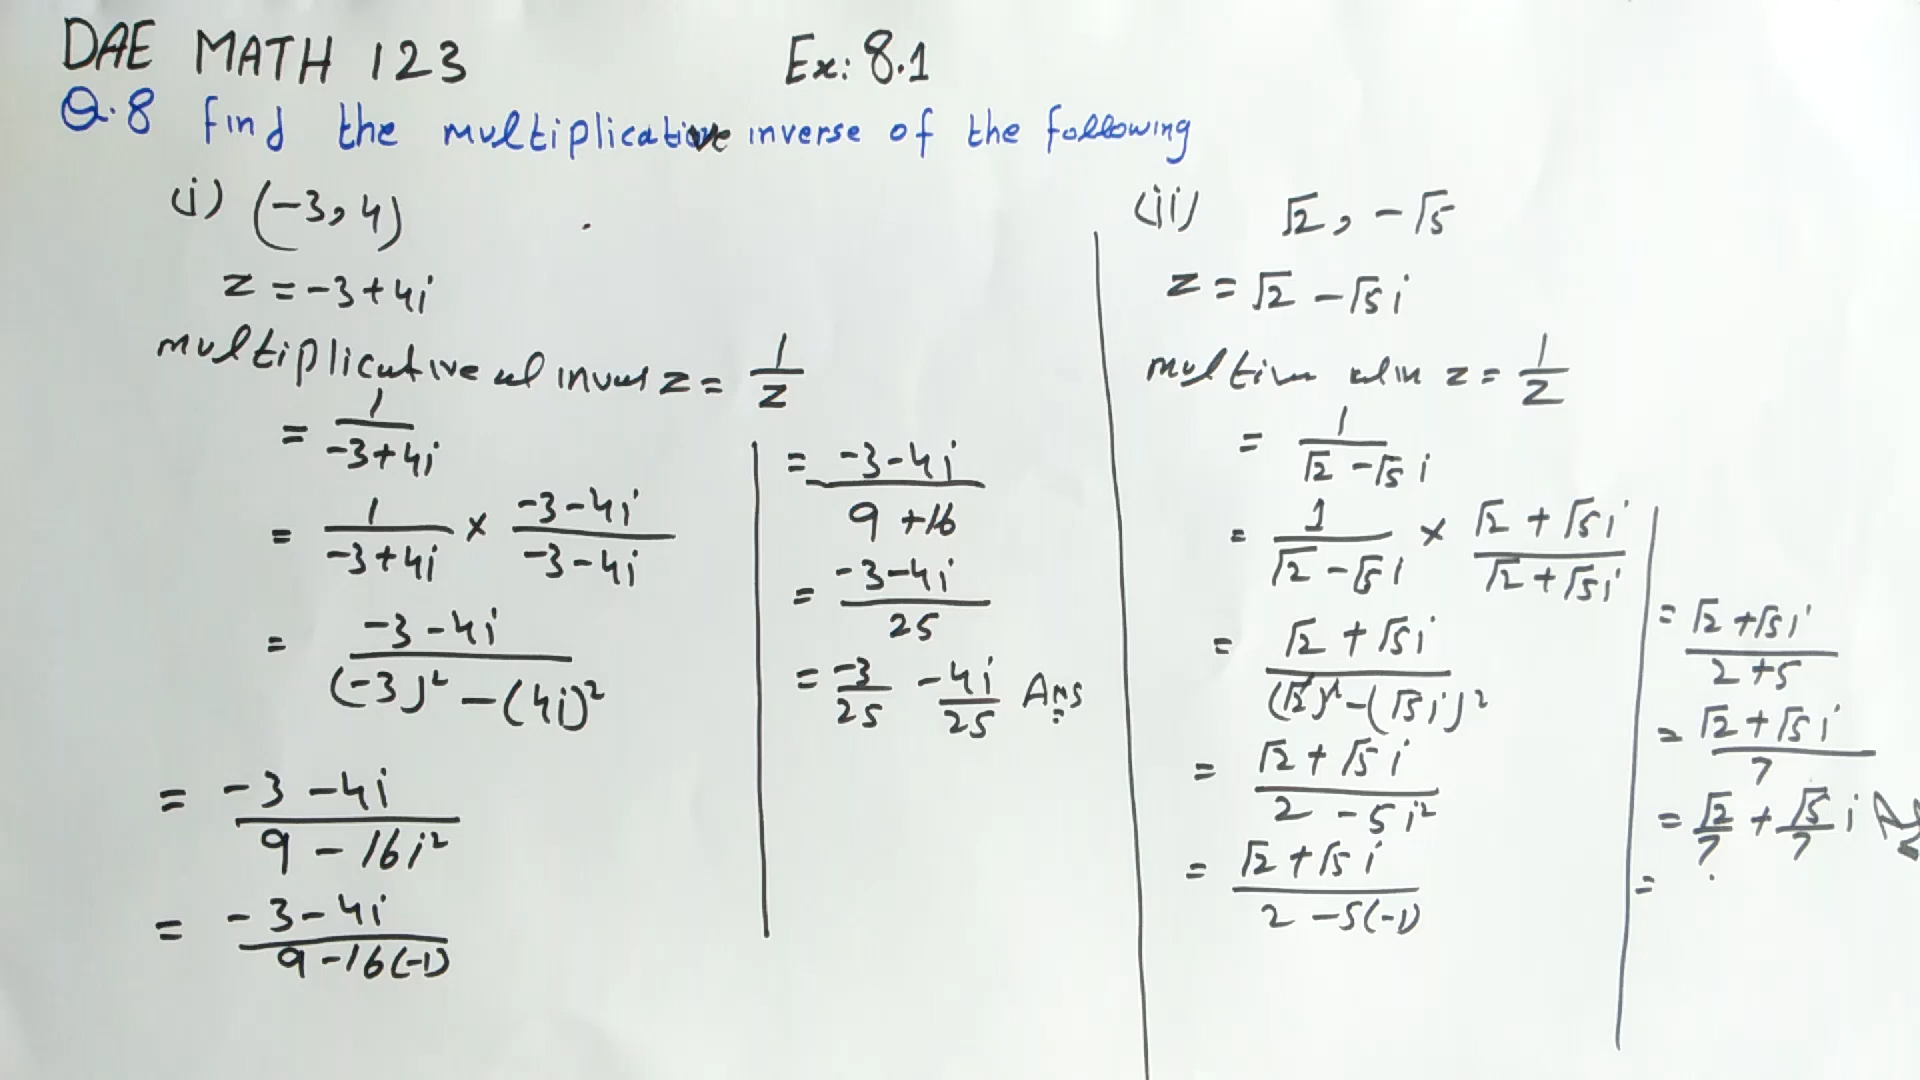 DAE MATH 123 Ex: 8.1
Q.8 find the multiplicative inverse of the following
(i) (-3, 4)
z = -3+4i
multiplicative z = 1/z
= 1/(-3+4i)
= 1/(-3+4i) × (-3-4i)/(-3-4i)
= (-3-4i)/((-3)² - (4i)²)
= (-3-4i)/(9-16i²)
= (-3-4i)/(9-16(-1))
= (-3-4i)/(9+16)
= (-3-4i)/25
= -3/25 - 4i/25 Ans
(ii) √2, -√5
z = √2 - √5 i
z = 1/z
= 1/(√2 - √5 i)
= 1/(√2 - √5 i) × (√2 + √5 i)/(√2 + √5 i)
= (√2 + √5 i)/((√2)² - (√5 i)²)
= (√2 + √5 i)/(2 - 5i²)
= (√2 + √5 i)/(2 - 5(-1))
= (√2 + √5 i)/(2+5)
= (√2 + √5 i)/7
= √2/7 + √5/7 i
=